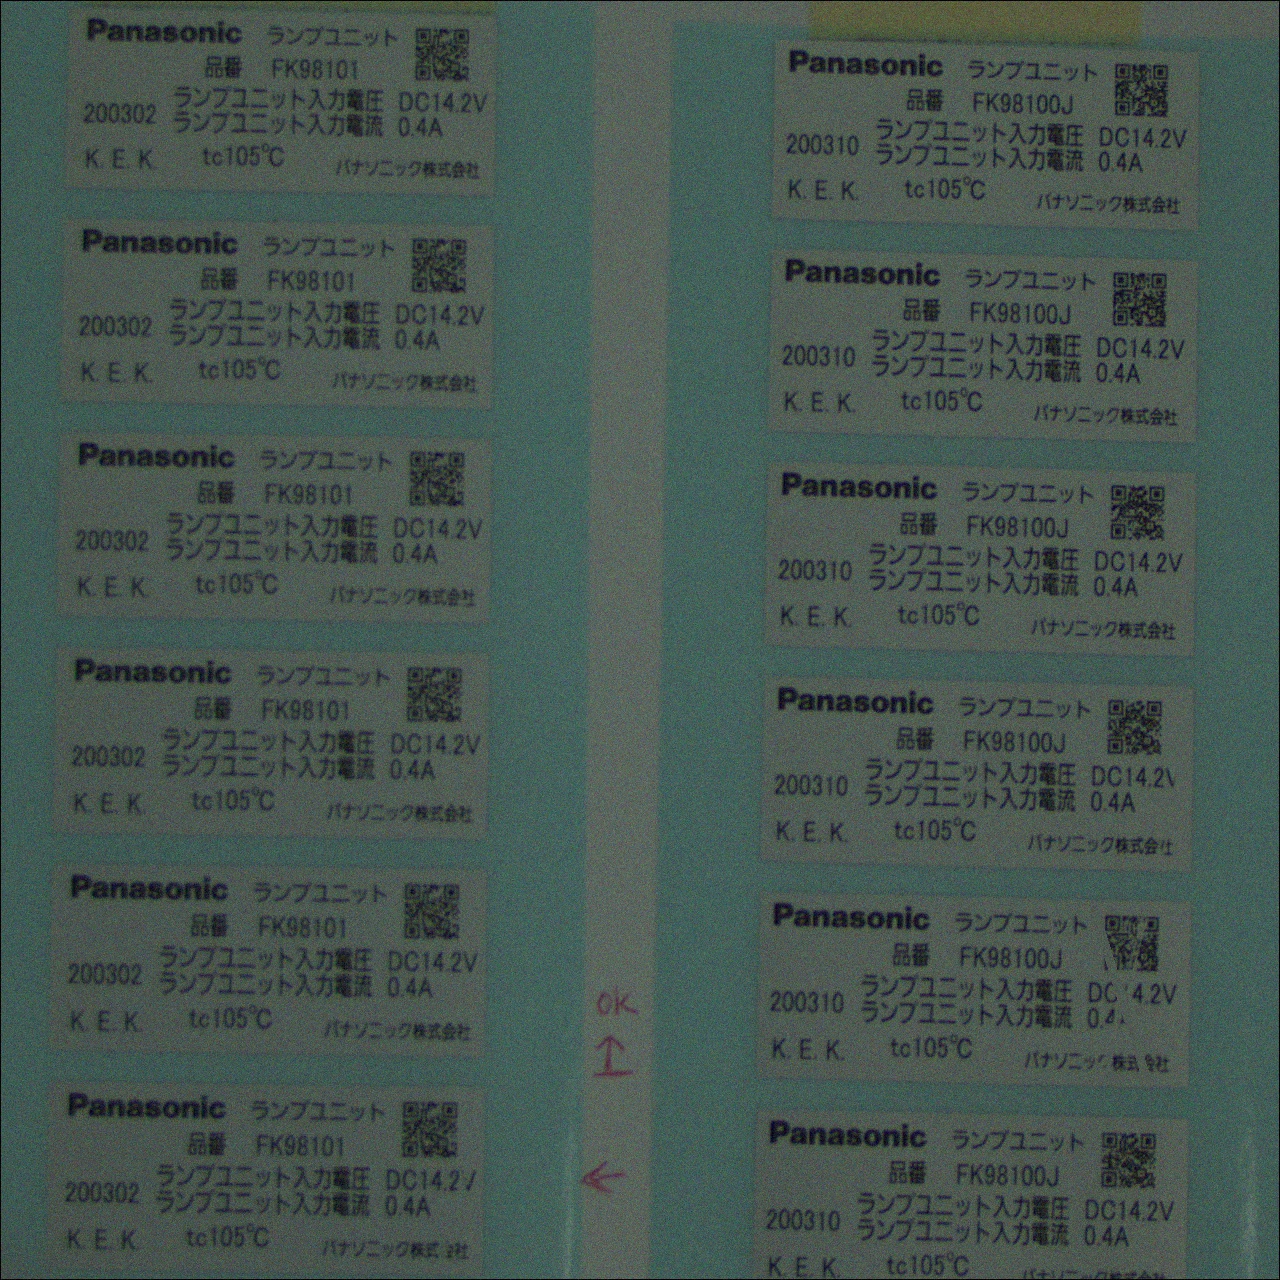 Panasonic ランプユニット
品番 FK98101
ランプユニット入力電圧 DC14.2V
200302 ランプユニット入力電流 0.4A
K. E. K. tc105℃ パナソニック株式会社
Panasonic ランプユニット
品番 FK98101
ランプユニット入力電圧 DC14.2V
200302 ランプユニット入力電流 0.4A
K. E. K. tc105℃ パナソニック株式会社
Panasonic ランプユニット
品番 FK98101
ランプユニット入力電圧 DC14.2V
200302 ランプユニット入力電流 0.4A
K. E. K. tc105℃ パナソニック株式会社
Panasonic ランプユニット
品番 FK98101
ランプユニット入力電圧 DC14.2V
200302 ランプユニット入力電流 0.4A
K. E. K. tc105℃ パナソニック株式会社
Panasonic ランプユニット
品番 FK98101
ランプユニット入力電圧 DC14.2V
200302 ランプユニット入力電流 0.4A
K. E. K. tc105℃ パナソニック株式会社
Panasonic ランプユニット
品番 FK98101
ランプユニット入力電圧 DC14.2
200302 ランプユニット入力電流 0.4A
K. E. K. tc105℃ パナソニック株式 社
ok
↑
←
Panasonic ランプユニット
品番 FK98100J
ランプユニット入力電圧 DC14.2V
200310 ランプユニット入力電流 0.4A
K. E. K. tc105℃ パナソニック株式会社
Panasonic ランプユニット
品番 FK98100J
ランプユニット入力電圧 DC14.2V
200310 ランプユニット入力電流 0.4A
K. E. K. tc105℃ パナソニック株式会社
Panasonic ランプユニット
品番 FK98100J
ランプユニット入力電圧 DC14.2V
200310 ランプユニット入力電流 0.4A
K. E. K. tc105℃ パナソニック株式会社
Panasonic ランプユニット
品番 FK98100J
ランプユニット入力電圧 DC14.2
200310 ランプユニット入力電流 0.4A
K. E. K. tc105℃ パナソニック株式会社
Panasonic ランプユニット
品番 FK98100J
ランプユニット入力電圧 DC 4.2V
200310 ランプユニット入力電流 0.4
K. E. K. tc105℃ パナソニッ 株式 社
Panasonic ランプユニット
品番 FK98100J
ランプユニット入力電圧 DC14.2V
200310 ランプユニット入力電流 0.4A
K. E. K. tc105℃